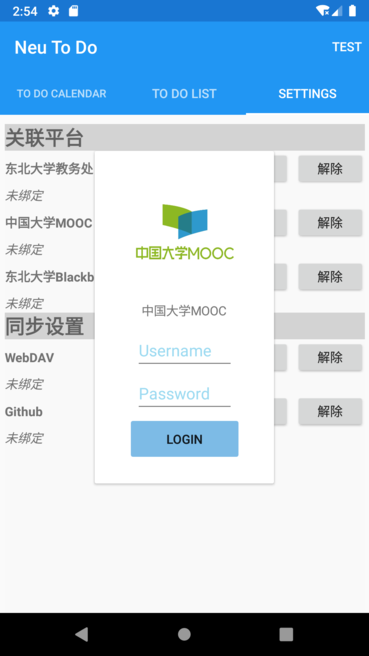 2:54
Neu To Do
TEST
TO DO CALENDAR
TO DO LIST
SETTINGS
关联平台
东北大学教务处
解除
未绑定
中国大学MOOC
解除
未绑定
东北大学Blackb
解除
未绑定
同步设置
WebDAV
解除
未绑定
Github
解除
未绑定
中国大学MOOC
中国大学MOOC
Username
Password
LOGIN